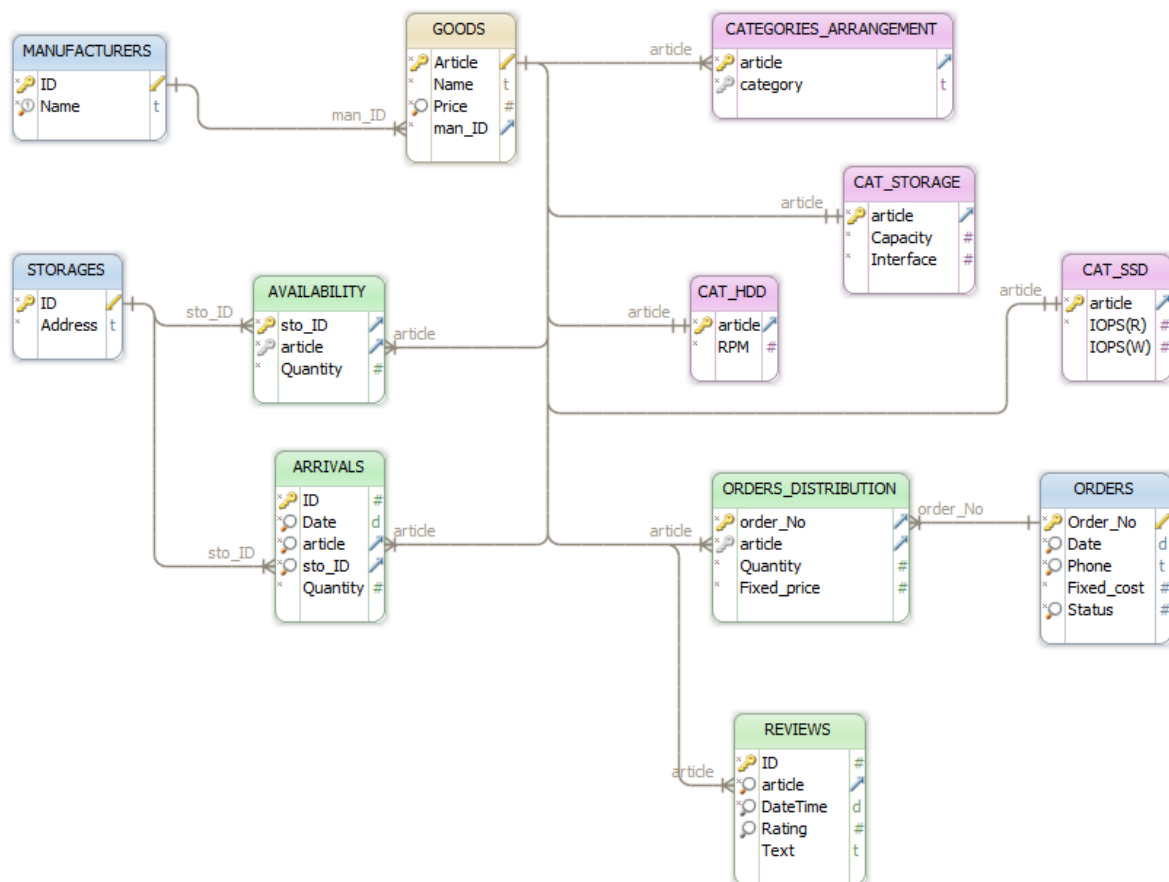 MANUFACTURERS
ID
Name t
man_ID
GOODS
Article
Name t
Price #
man_ID
article
CATEGORIES_ARRANGEMENT
article
category t
article
CAT_STORAGE
article
Capacity #
Interface #
STORAGES
ID
Address t
sto_ID
AVAILABILITY
sto_ID
article
Quantity #
article
article
CAT_HDD
article
RPM #
article
CAT_SSD
article
IOPS(R) #
IOPS(W) #
sto_ID
ARRIVALS
ID #
Date d
article
sto_ID
Quantity #
article
article
ORDERS_DISTRIBUTION
order_No
article
Quantity #
Fixed_price #
order_No
ORDERS
Order_No
Date d
Phone t
Fixed_cost #
Status #
article
REVIEWS
ID #
article
DateTime d
Rating #
Text t